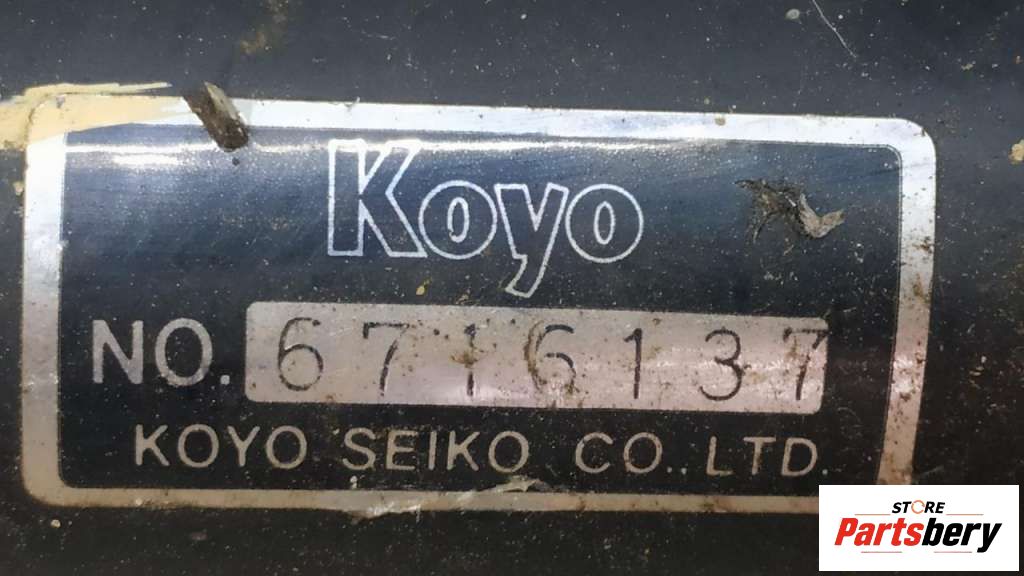 Koyo
NO. 6716137
KOYO SEIKO CO., LTD.
STORE
Partsbery